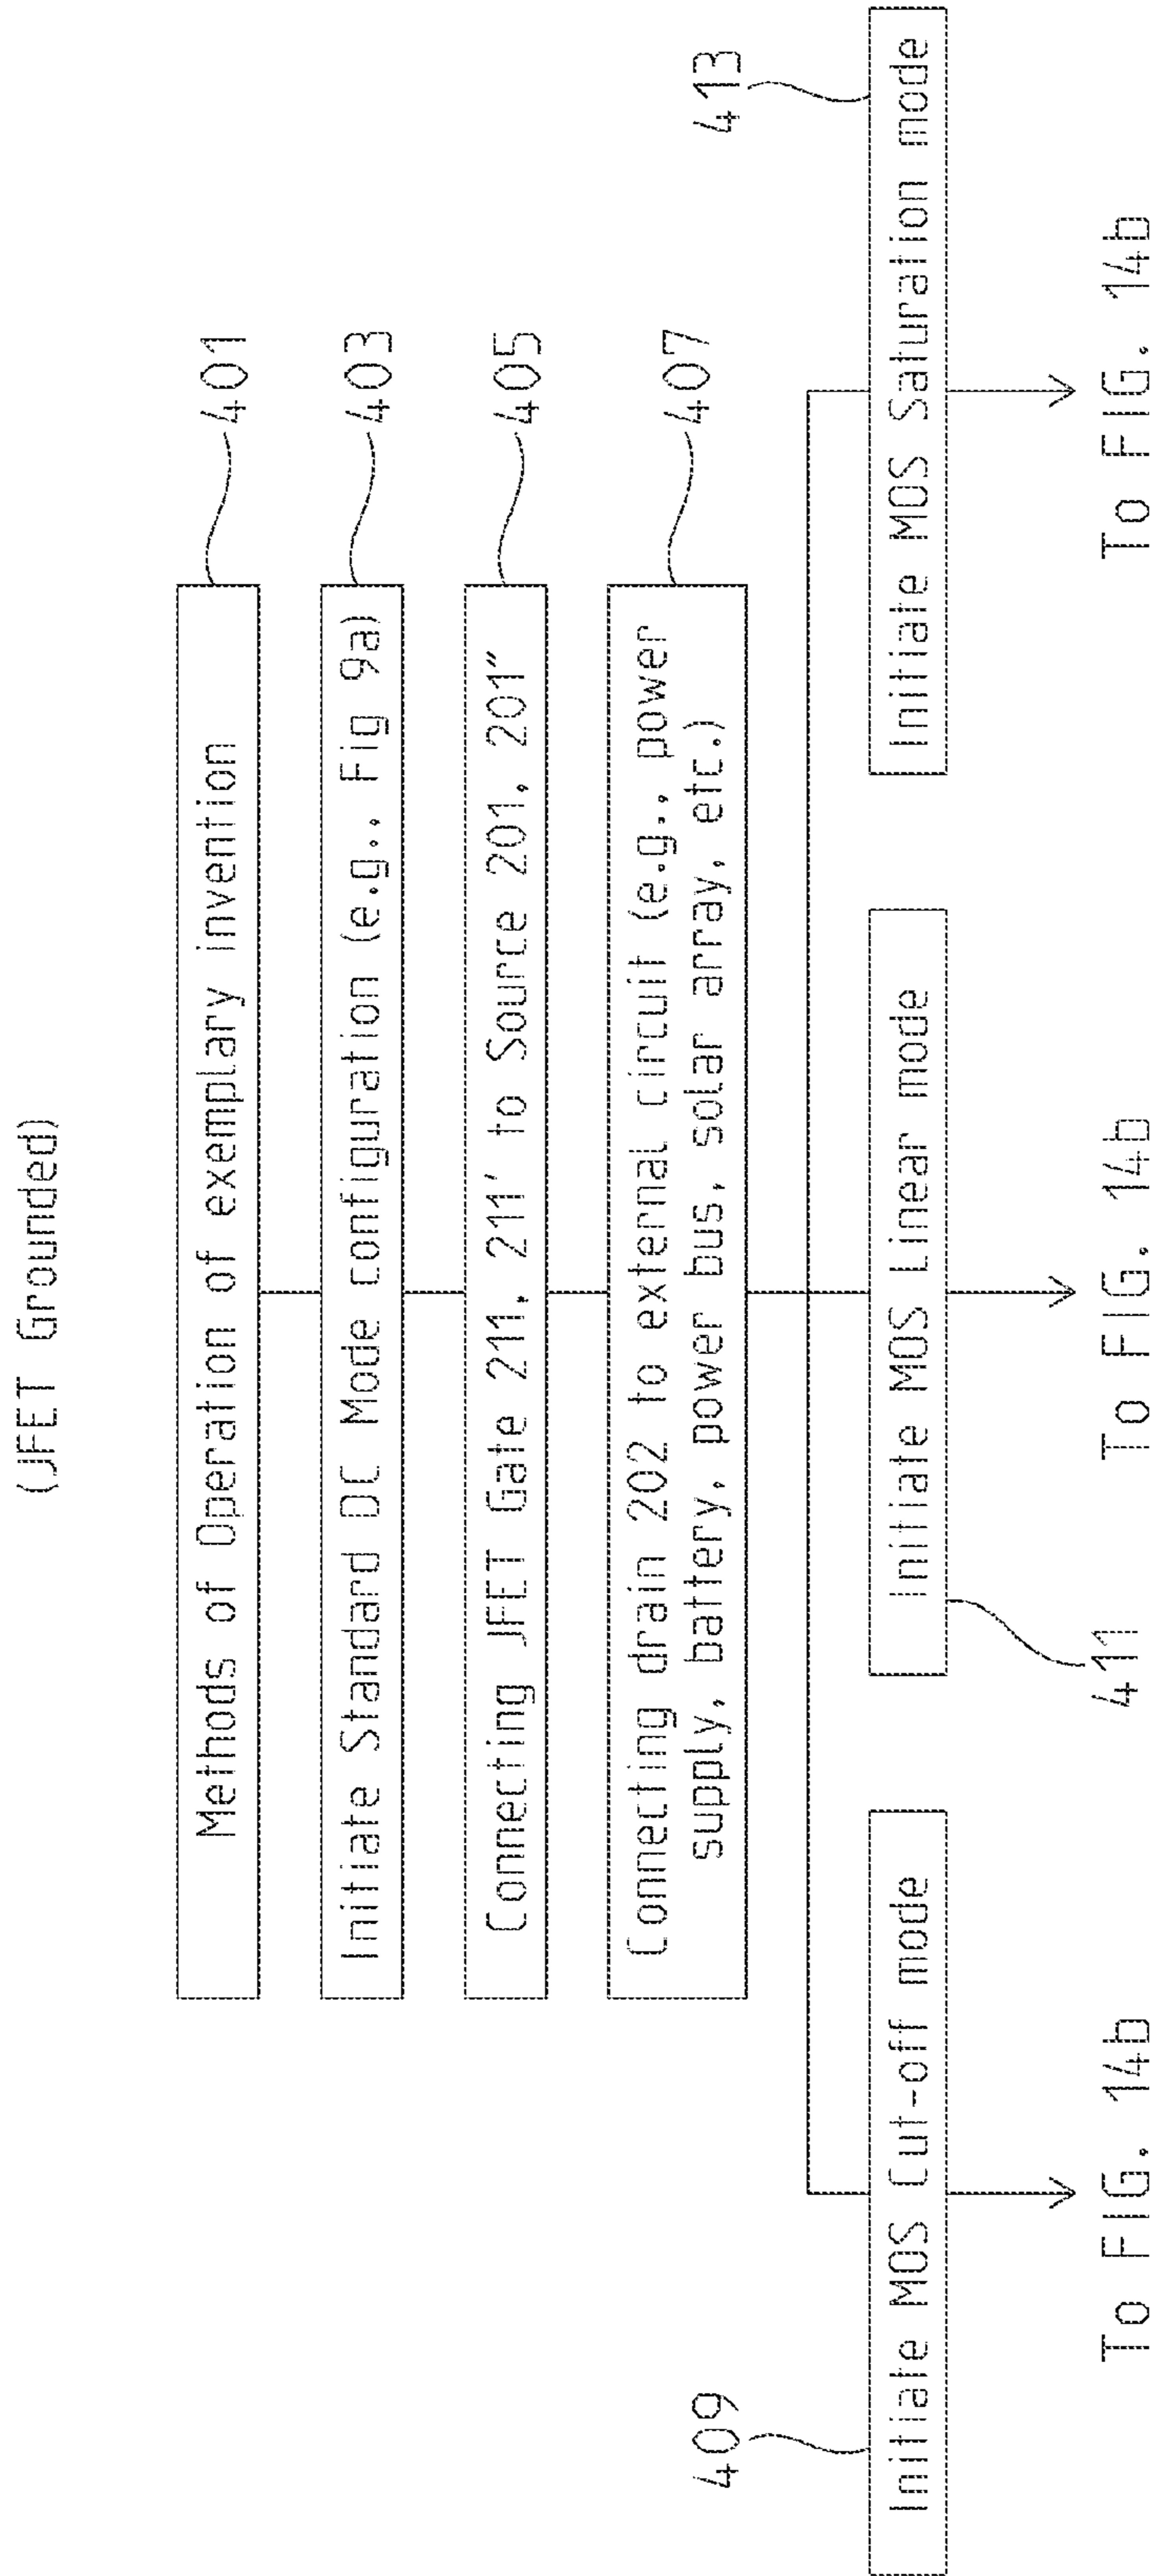 (JFET Grounded)
Methods of Operation of exemplary invention
401
Initiate Standard DC Mode configuration (e.g., Fig 9a)
403
Connecting JFET Gate 211, 211' to Source 201, 201"
405
Connecting drain 202 to external circuit (e.g., power
supply, battery, power bus, solar array, etc.)
407
409
413
Initiate MOS Cut-off mode
Initiate MOS Linear mode
Initiate MOS Saturation mode
411
To FIG. 14b
To FIG. 14b
To FIG. 14b